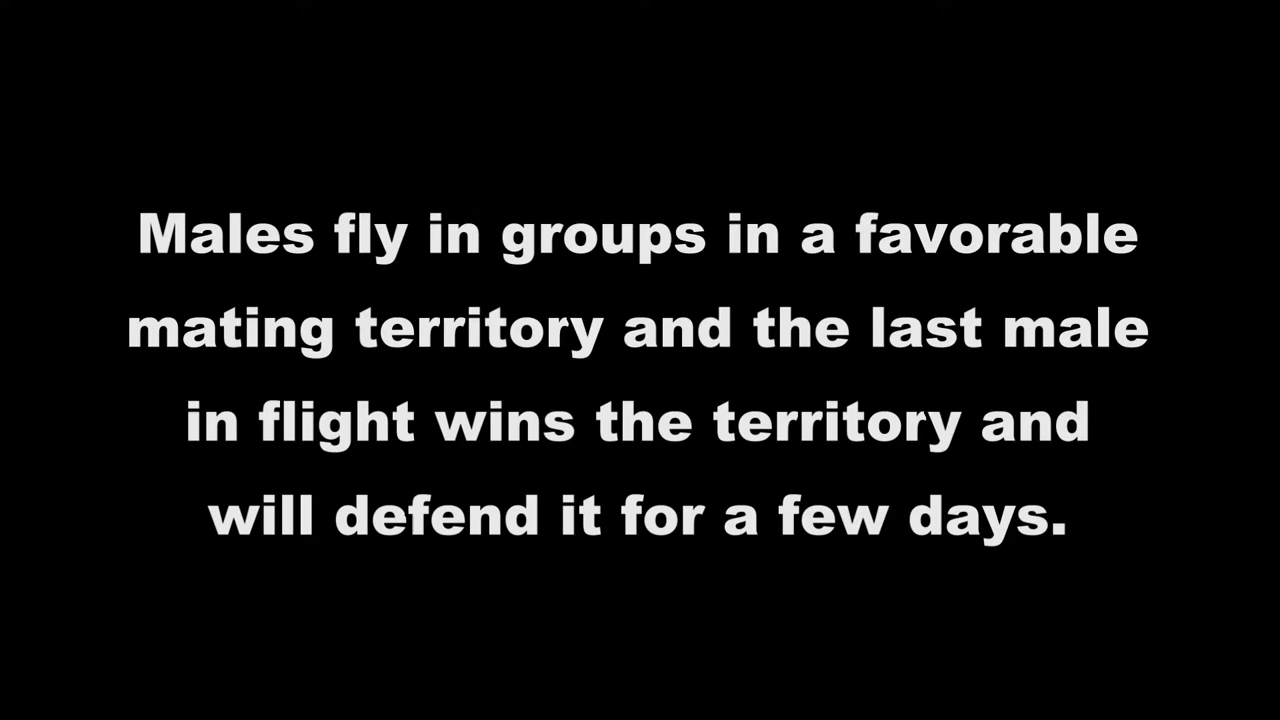 Males fly in groups in a favorable
mating territory and the last male
in flight wins the territory and
will defend it for a few days.